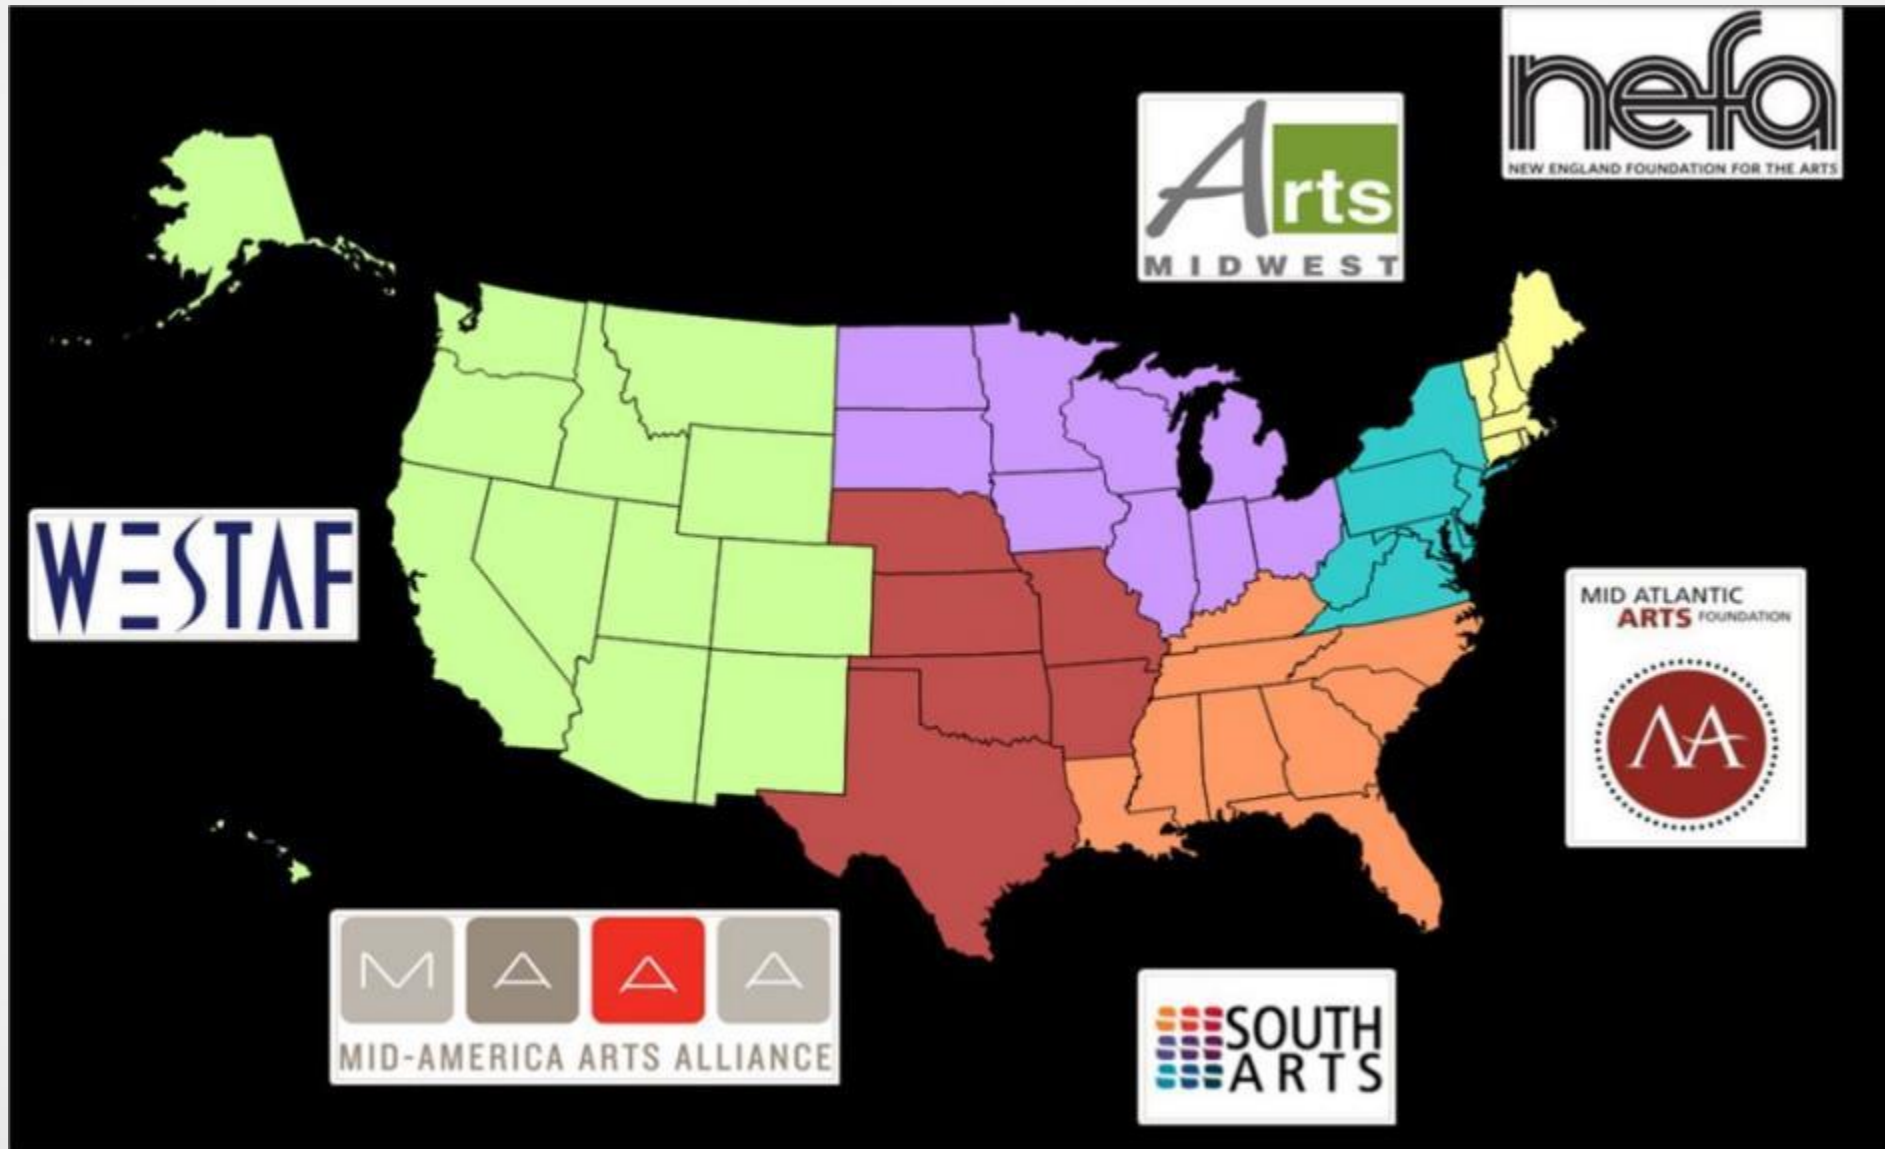 nefa
NEW ENGLAND FOUNDATION FOR THE ARTS
Arts
MIDWEST
WESTAF
MID ATLANTIC
ARTS FOUNDATION
AA
M A A A
MID-AMERICA ARTS ALLIANCE
SOUTH
ARTS